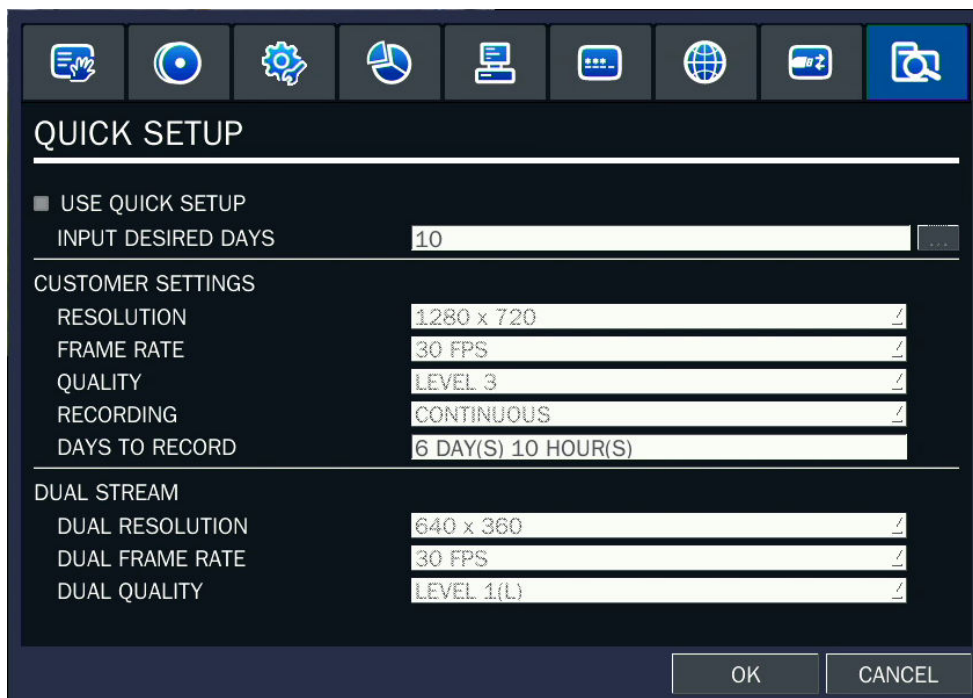 QUICK SETUP
USE QUICK SETUP
INPUT DESIRED DAYS 10 ...
CUSTOMER SETTINGS
RESOLUTION 1280 x 720
FRAME RATE 30 FPS
QUALITY LEVEL 3
RECORDING CONTINUOUS
DAYS TO RECORD 6 DAY(S) 10 HOUR(S)
DUAL STREAM
DUAL RESOLUTION 640 x 360
DUAL FRAME RATE 30 FPS
DUAL QUALITY LEVEL 1(L)
OK CANCEL